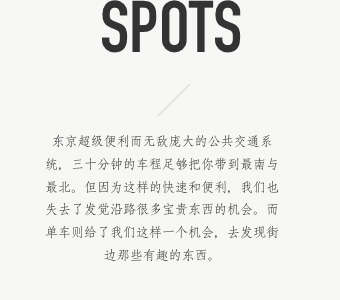 SPOTS
东京超级便利而无敌庞大的公共交通系
统，三十分钟的车程足够把你带到最南与
最北。但因为这样的快速和便利，我们也
失去了发觉沿路很多宝贵东西的机会。而
单车则给了我们这样一个机会，去发现街
边那些有趣的东西。